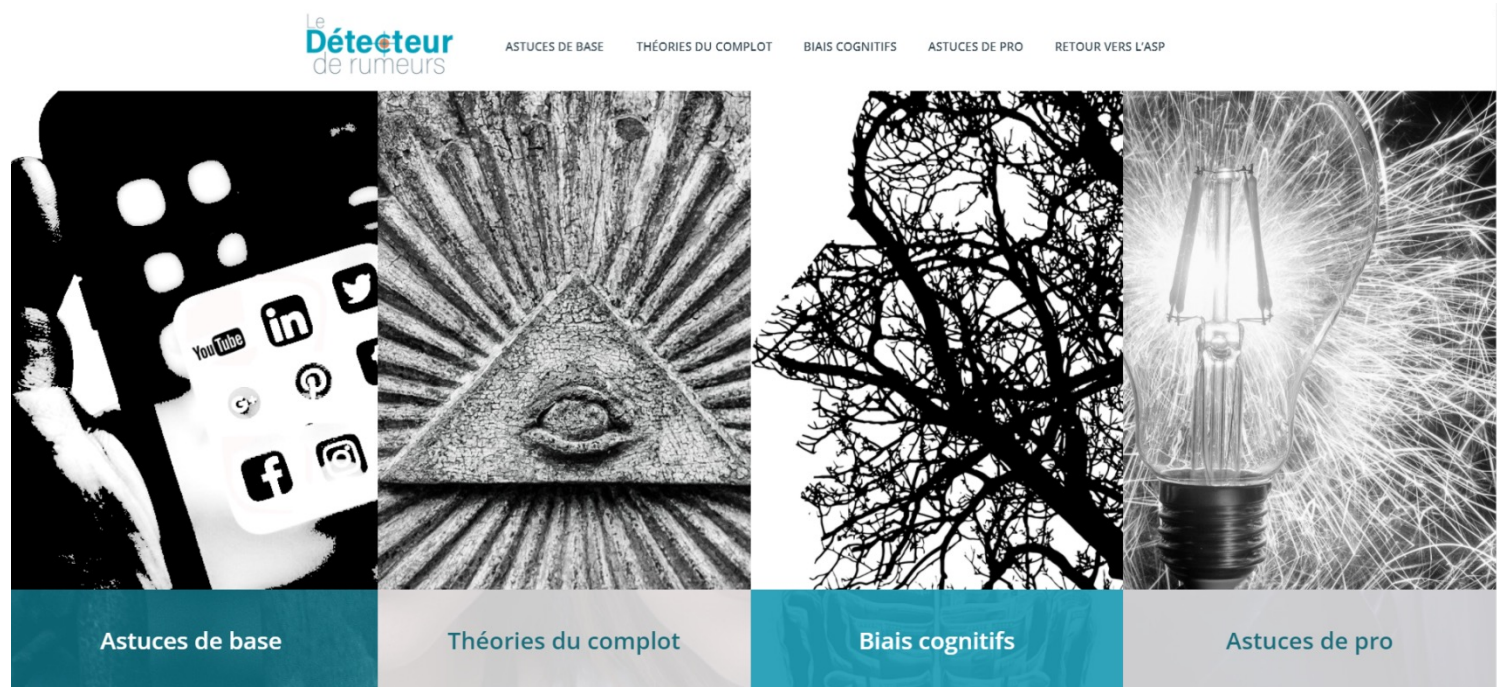 Le
Détecteur
de rumeurs
ASTUCES DE BASE
THÉORIES DU COMPLOT
BIAIS COGNITIFS
ASTUCES DE PRO
RETOUR VERS L'ASP
YouTube
in
G+
f
Astuces de base
Théories du complot
Biais cognitifs
Astuces de pro